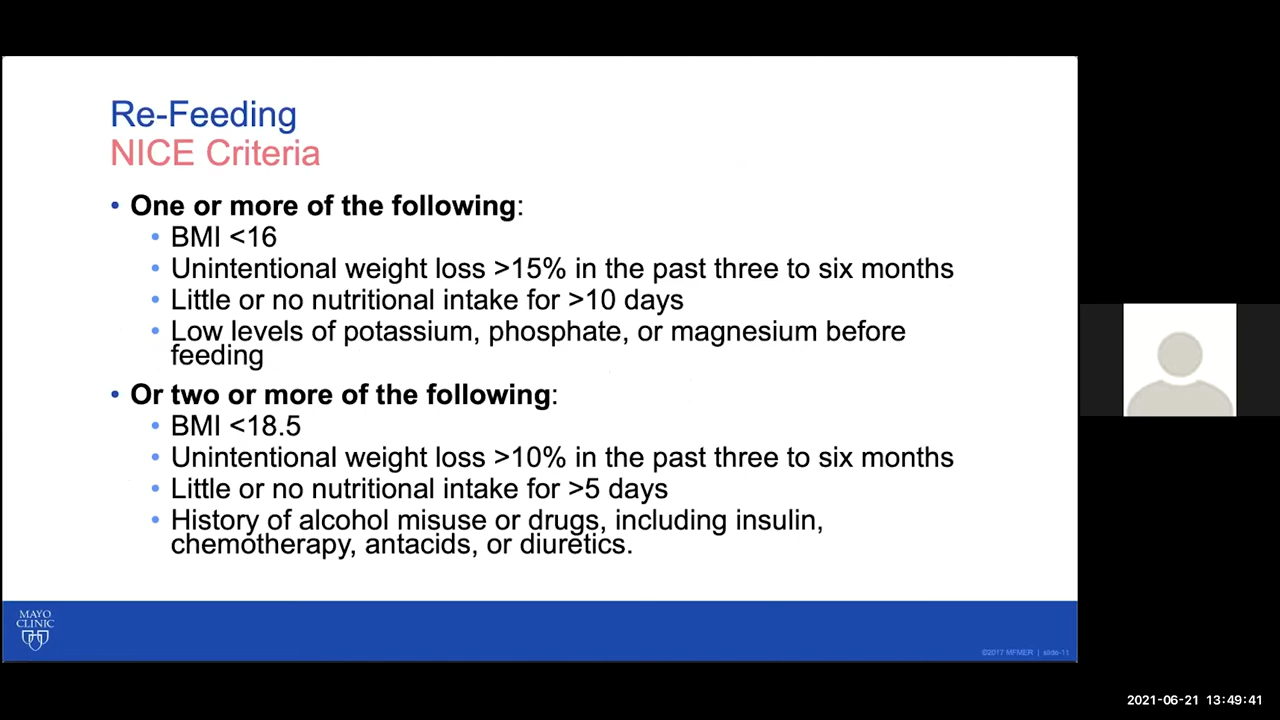 Re-Feeding
NICE Criteria
• One or more of the following:
• BMI <16
• Unintentional weight loss >15% in the past three to six months
• Little or no nutritional intake for >10 days
• Low levels of potassium, phosphate, or magnesium before
feeding
• Or two or more of the following:
• BMI <18.5
• Unintentional weight loss >10% in the past three to six months
• Little or no nutritional intake for >5 days
• History of alcohol misuse or drugs, including insulin,
chemotherapy, antacids, or diuretics.
MAYO
CLINIC
©2017 MFMER | slide-11
2021-06-21 13:49:41